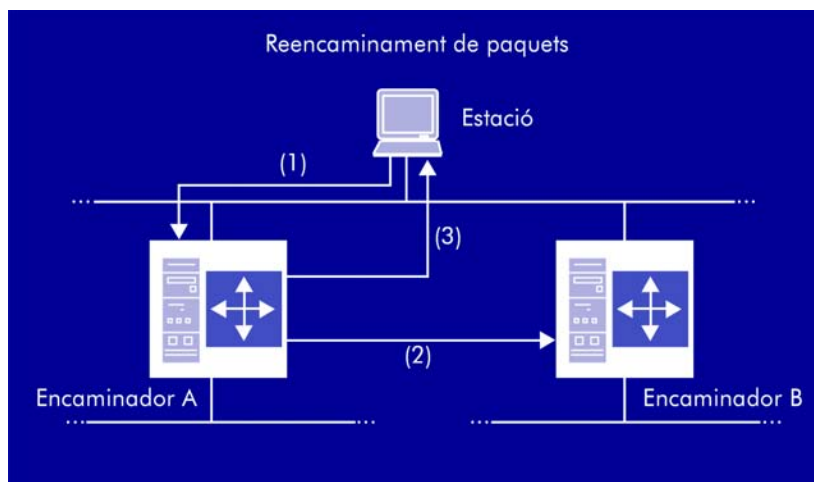 Reencaminament de paquets
Estació
(1)
(3)
(2)
Encaminador A
Encaminador B